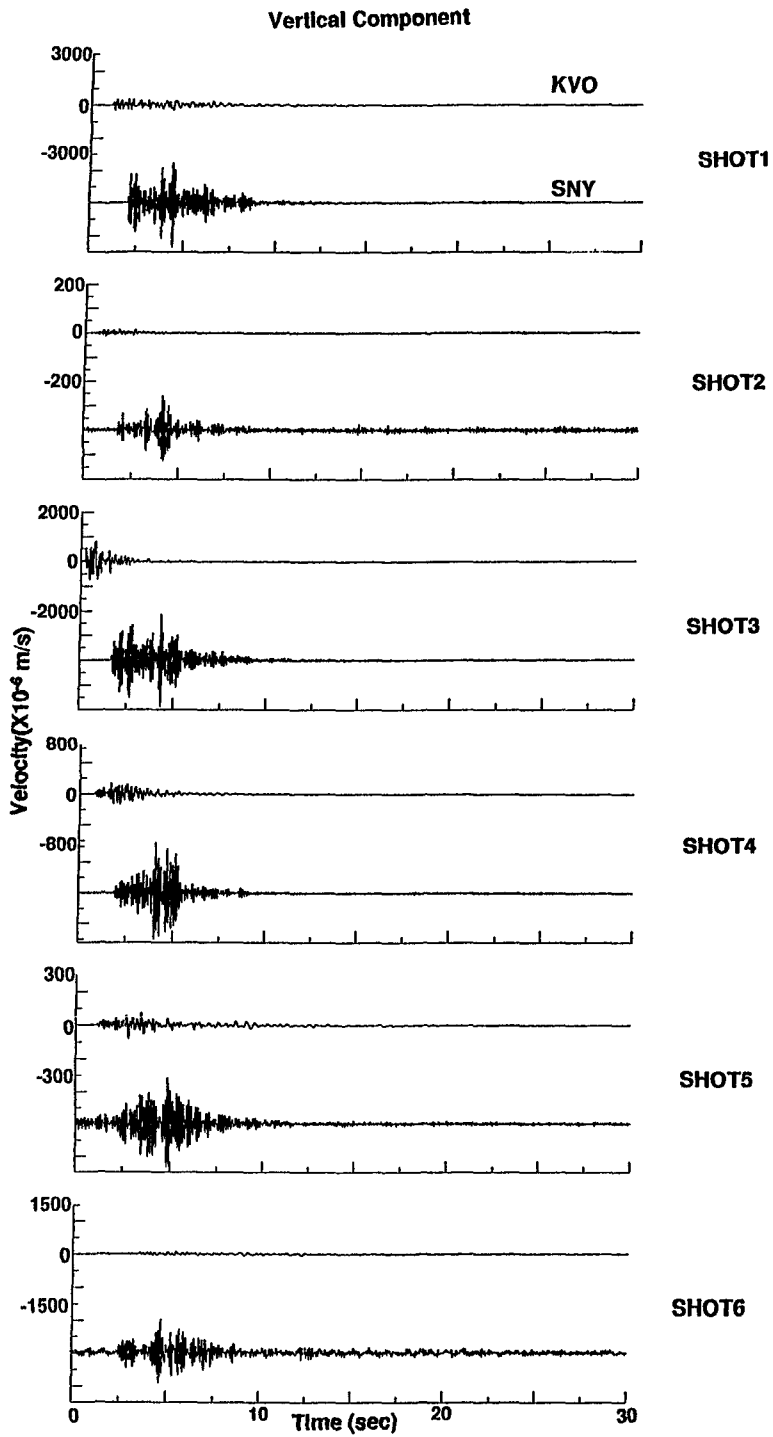 Vertical Component
3000
0
-3000
KVO
SNY
SHOT1
200
0
-200
SHOT2
2000
0
-2000
SHOT3
Velocity(X10⁻⁶ m/s)
800
0
-800
SHOT4
300
0
-300
SHOT5
1500
0
-1500
SHOT6
0 10 20 30
Time (sec)